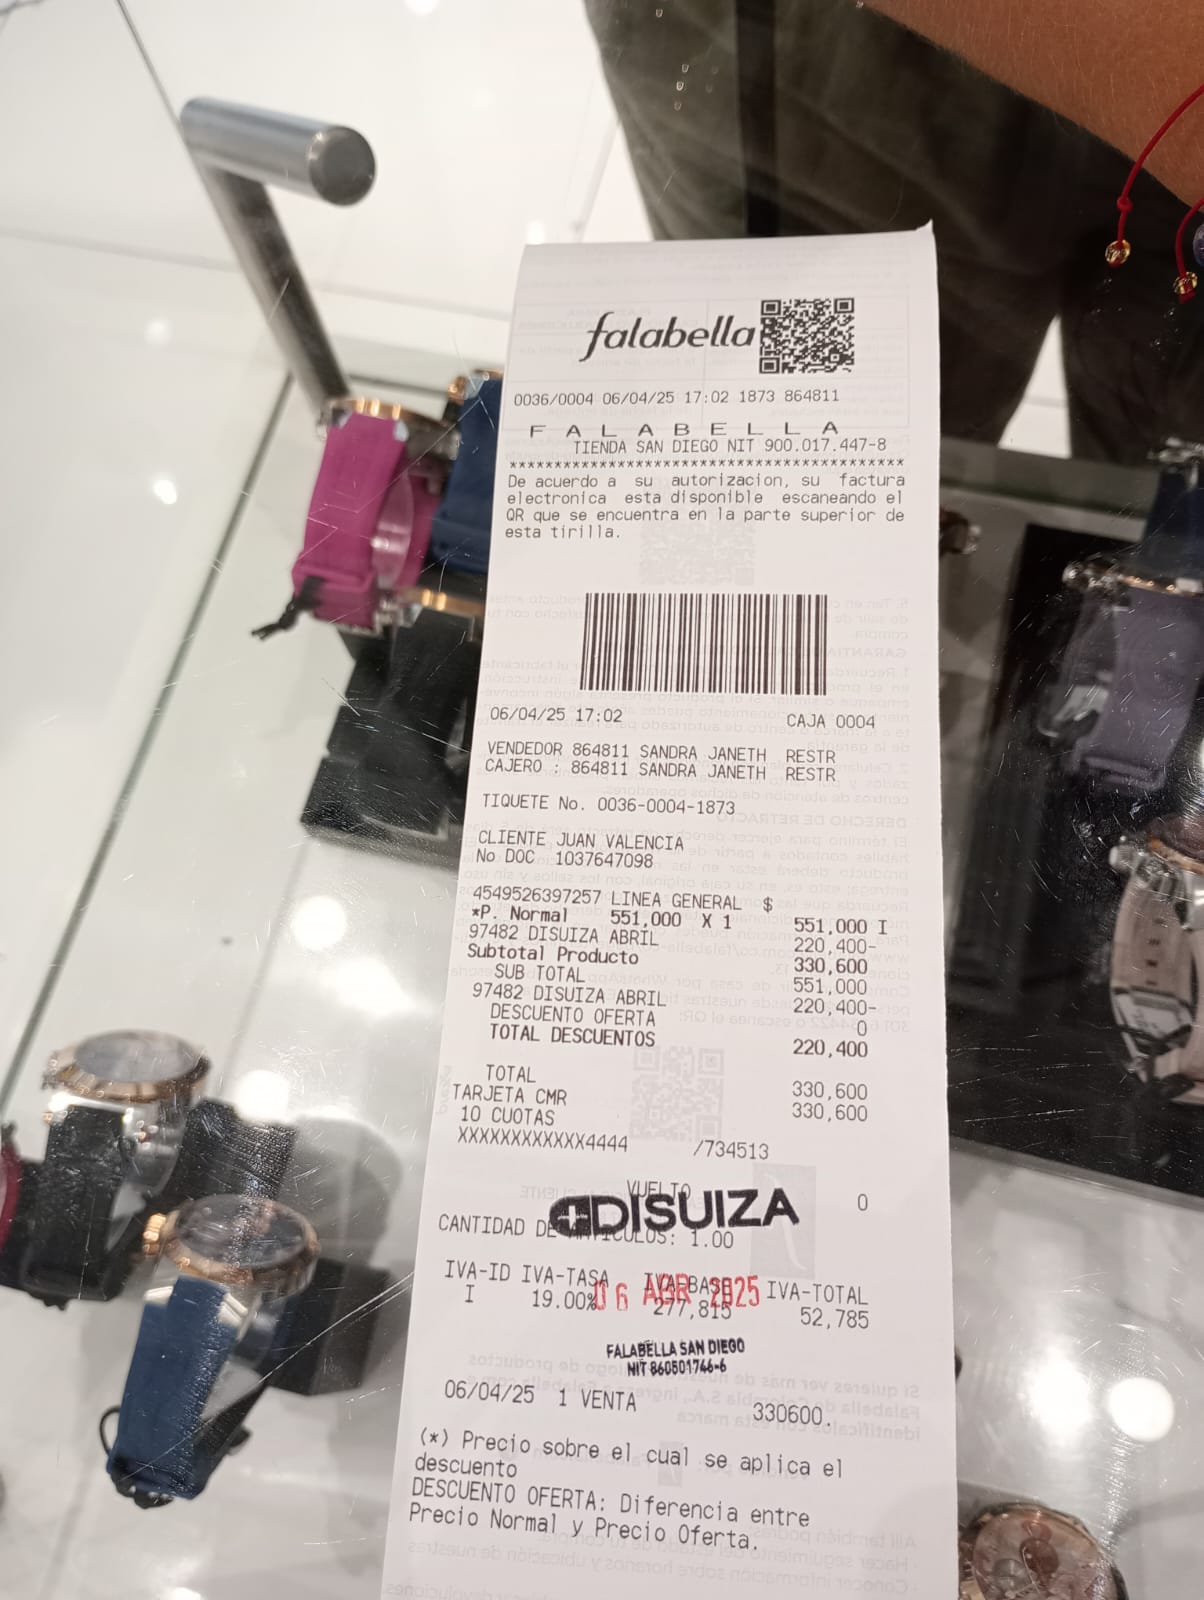 falabella
0036/0004 06/04/25 17:02 1873 864811
F A L A B E L L A
TIENDA SAN DIEGO NIT 900.017.447-8
********************************************
De acuerdo a su autorizacion, su factura
electronica esta disponible escaneando el
QR que se encuentra en la parte superior de
esta tirilla.
06/04/25 17:02 CAJA 0004
VENDEDOR 864811 SANDRA JANETH RESTR
CAJERO : 864811 SANDRA JANETH RESTR
TIQUETE No. 0036-0004-1873
CLIENTE JUAN VALENCIA
No DOC 1037647098
4549526397257 LINEA GENERAL $
*P. Normal 551,000 X 1 551,000 I
97482 DISUIZA ABRIL 220,400-
Subtotal Producto 330,600
SUB TOTAL 551,000
97482 DISUIZA ABRIL 220,400-
DESCUENTO OFERTA 0
TOTAL DESCUENTOS 220,400
TOTAL 330,600
TARJETA CMR 330,600
10 CUOTAS
XXXXXXXXXXXX4444 /734513
VUELTO 0
DISUIZA
CANTIDAD DE ARTICULOS: 1.00
IVA-ID IVA-TASA IVA-BASE IVA-TOTAL
I 19.00% 277,815 52,785
06 ABR 2025
FALABELLA SAN DIEGO
NIT 860501746-6
06/04/25 1 VENTA 330600.
(*) Precio sobre el cual se aplica el
descuento
DESCUENTO OFERTA: Diferencia entre
Precio Normal y Precio Oferta.